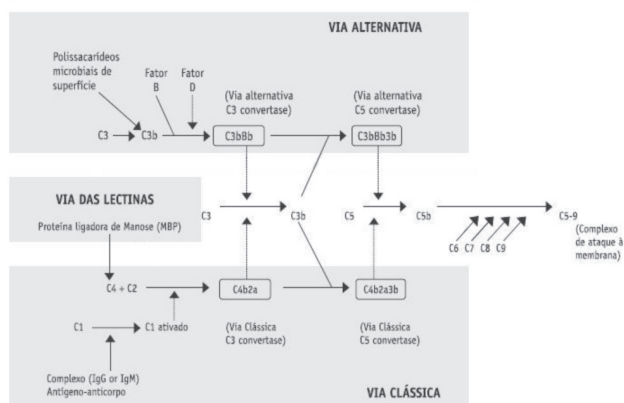 VIA ALTERNATIVA
Polissacarídeos
microbiais de
superfície
Fator
B
Fator
D
(Via alternativa
C3 convertase)
(Via alternativa
C5 convertase)
C3
C3b
C3bBb
C3bBb3b
VIA DAS LECTINAS
Proteína ligadora de Manose (MBP)
C3
C3b
C5
C5b
C5-9
(Complexo
de ataque à
membrana)
C6
C7
C8
C9
C4 + C2
C4b2a
C4b2a3b
C1
C1 ativado
(Via Clássica
C3 convertase)
(Via Clássica
C5 convertase)
Complexo (IgG or IgM)
Antígeno-anticorpo
VIA CLÁSSICA